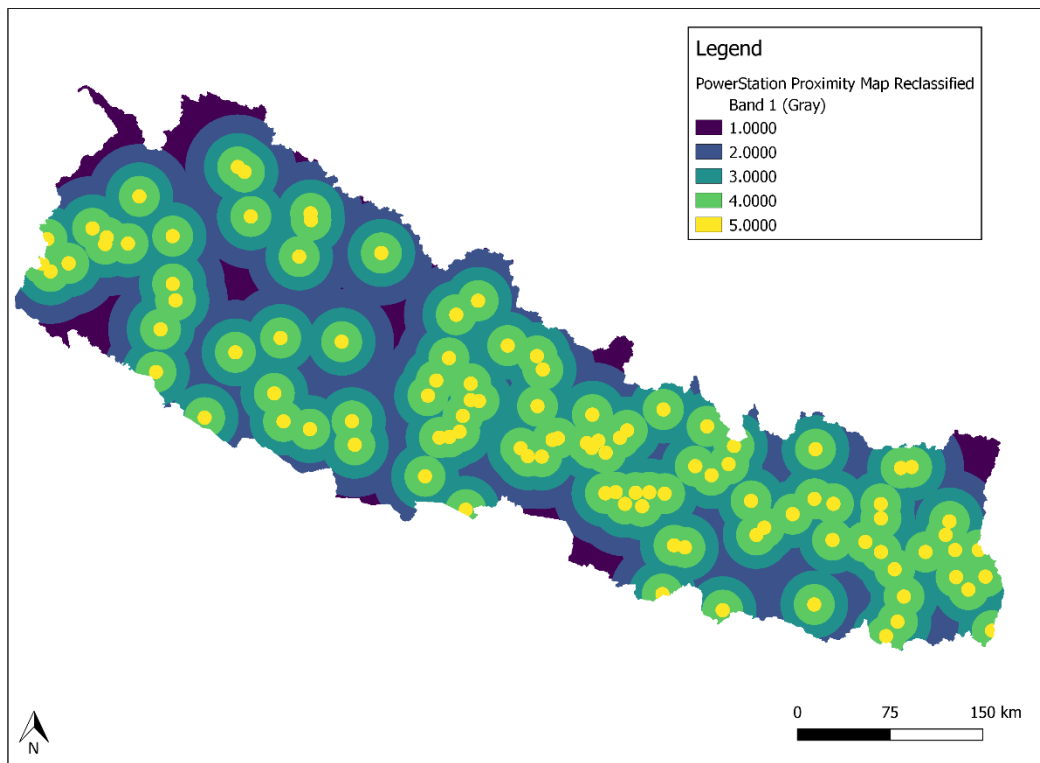 Legend
PowerStation Proximity Map Reclassified
Band 1 (Gray)
1.0000
2.0000
3.0000
4.0000
5.0000
0 75 150 km
N